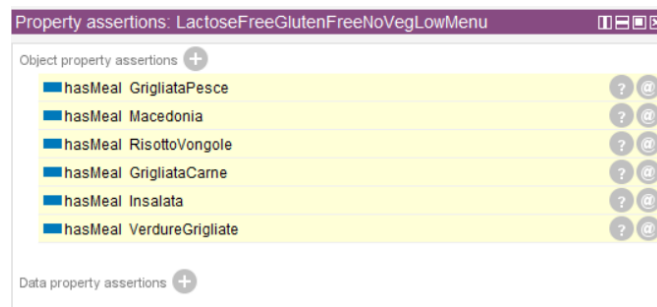 Property assertions: LactoseFreeGlutenFreeNoVegLowMenu
Object property assertions +
hasMeal GrigliataPesce ? @
hasMeal Macedonia ? @
hasMeal RisottoVongole ? @
hasMeal GrigliataCarne ? @
hasMeal Insalata ? @
hasMeal VerdureGrigliate ? @
Data property assertions +